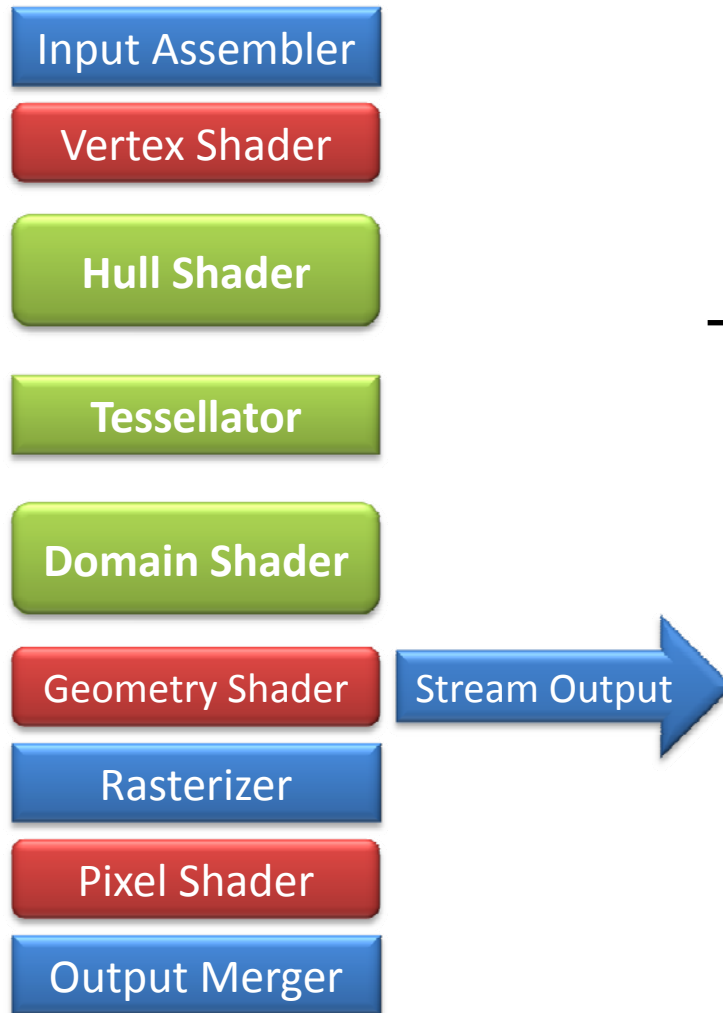 Input Assembler
Vertex Shader
Hull Shader
Tessellator
Domain Shader
Geometry Shader
Stream Output
Rasterizer
Pixel Shader
Output Merger